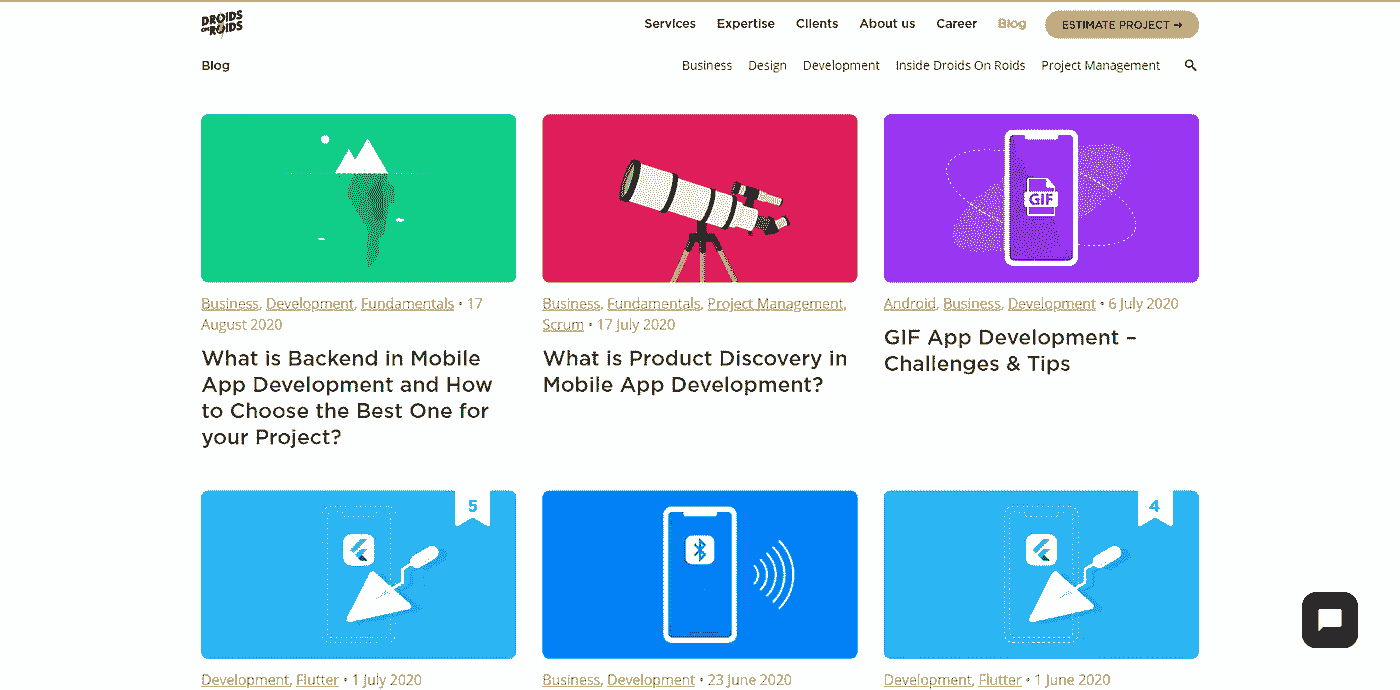 DROIDS
ON ROIDS
Services Expertise Clients About us Career Blog ESTIMATE PROJECT →
Blog
Business Design Development Inside Droids On Roids Project Management
GIF
Business, Development, Fundamentals • 17
August 2020
What is Backend in Mobile
App Development and How
to Choose the Best One for
your Project?
Business, Fundamentals, Project Management,
Scrum • 17 July 2020
What is Product Discovery in
Mobile App Development?
Android, Business, Development • 6 July 2020
GIF App Development –
Challenges & Tips
5
4
Development, Flutter • 1 July 2020
Business, Development • 23 June 2020
Development, Flutter • 1 June 2020